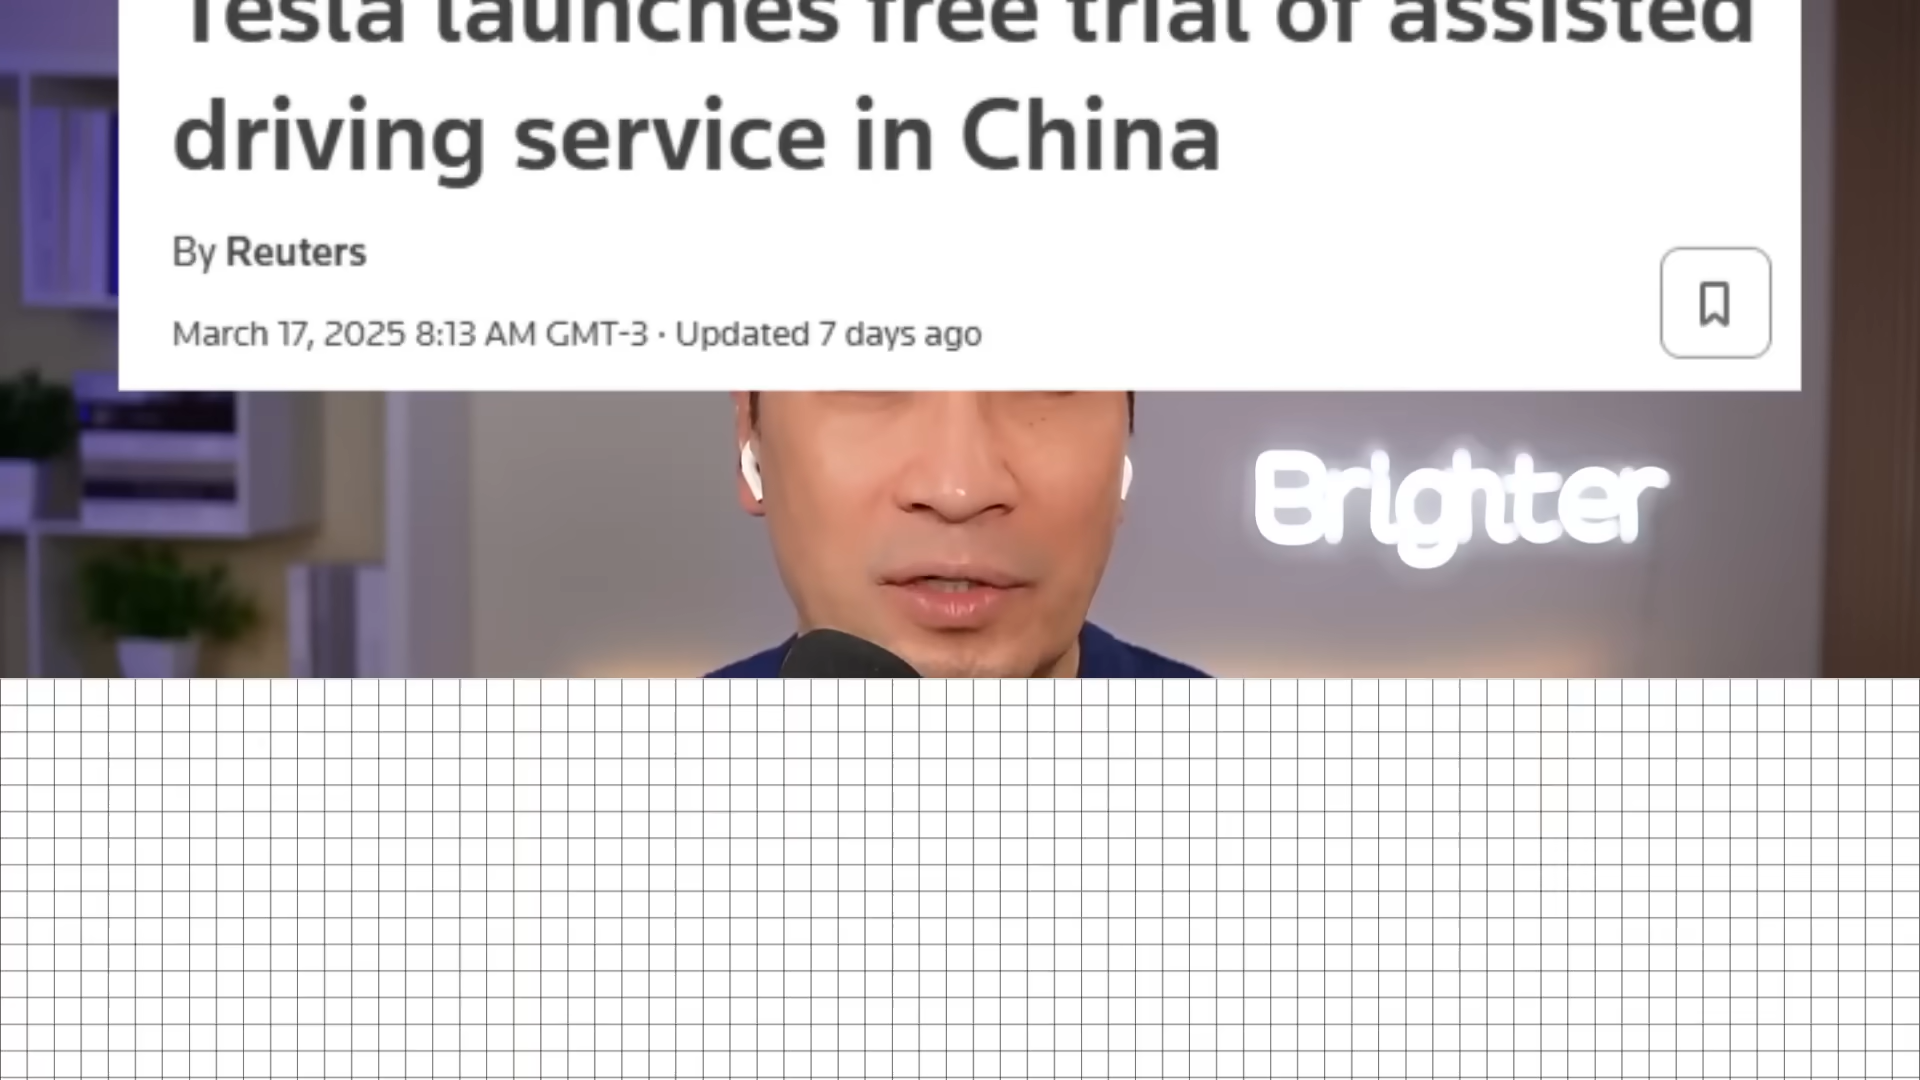 Tesla launches free trial of assisted
driving service in China
By Reuters
March 17, 2025 8:13 AM GMT-3 · Updated 7 days ago
Brighter